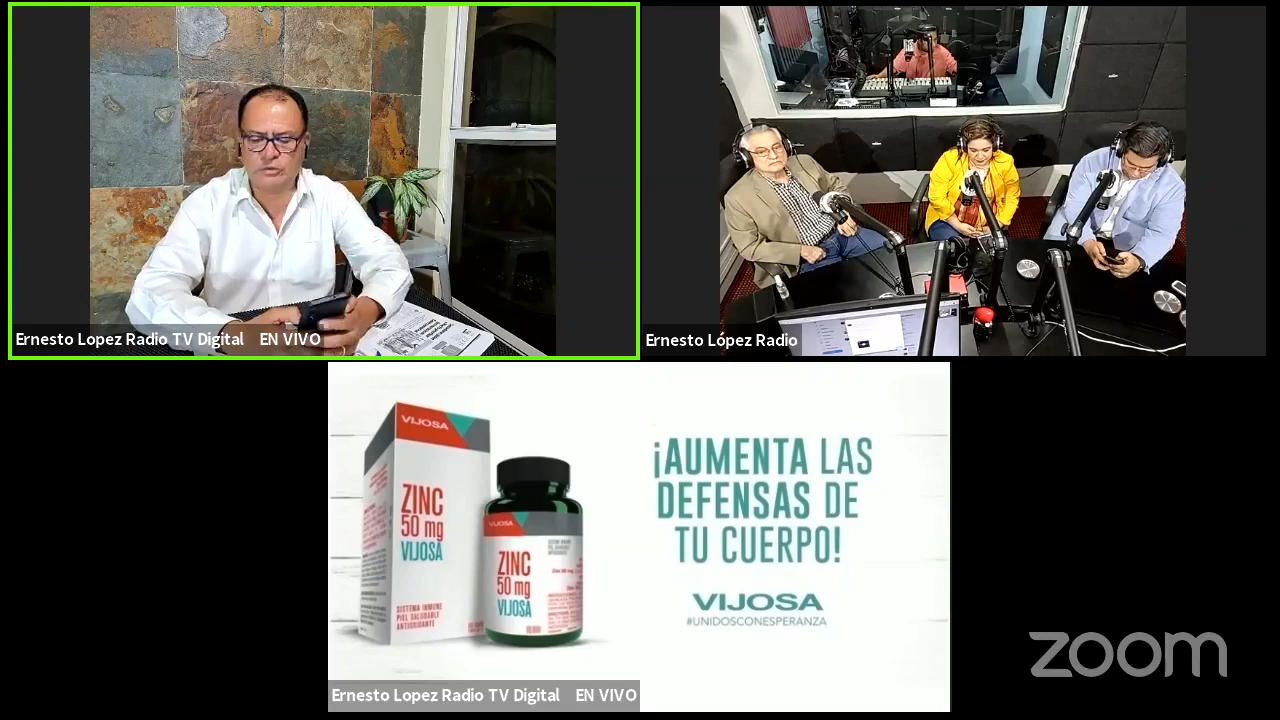 Ernesto Lopez Radio TV Digital EN VIVO
Ernesto López Radio
VIJOSA
ZINC
50 mg
VIJOSA
SISTEMA INMUNE
PIEL SALUDABLE
ANTIOXIDANTE
VIJOSA
ZINC
50 mg
VIJOSA
¡AUMENTA LAS
DEFENSAS DE
TU CUERPO!
VIJOSA
#UNIDOSCONESPERANZA
Ernesto Lopez Radio TV Digital EN VIVO
zoom